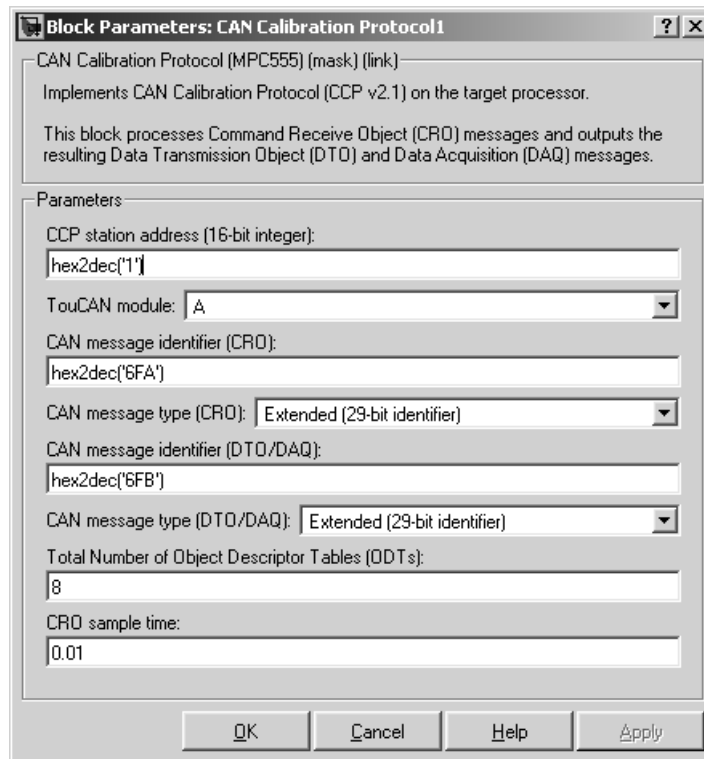 Block Parameters: CAN Calibration Protocol1
CAN Calibration Protocol (MPC555) (mask) (link)
Implements CAN Calibration Protocol (CCP v2.1) on the target processor.
This block processes Command Receive Object (CRO) messages and outputs the
resulting Data Transmission Object (DTO) and Data Acquisition (DAQ) messages.
Parameters
CCP station address (16-bit integer):
hex2dec('1')
TouCAN module: A
CAN message identifier (CRO):
hex2dec('6FA')
CAN message type (CRO): Extended (29-bit identifier)
CAN message identifier (DTO/DAQ):
hex2dec('6FB')
CAN message type (DTO/DAQ): Extended (29-bit identifier)
Total Number of Object Descriptor Tables (ODTs):
8
CRO sample time:
0.01
OK Cancel Help Apply